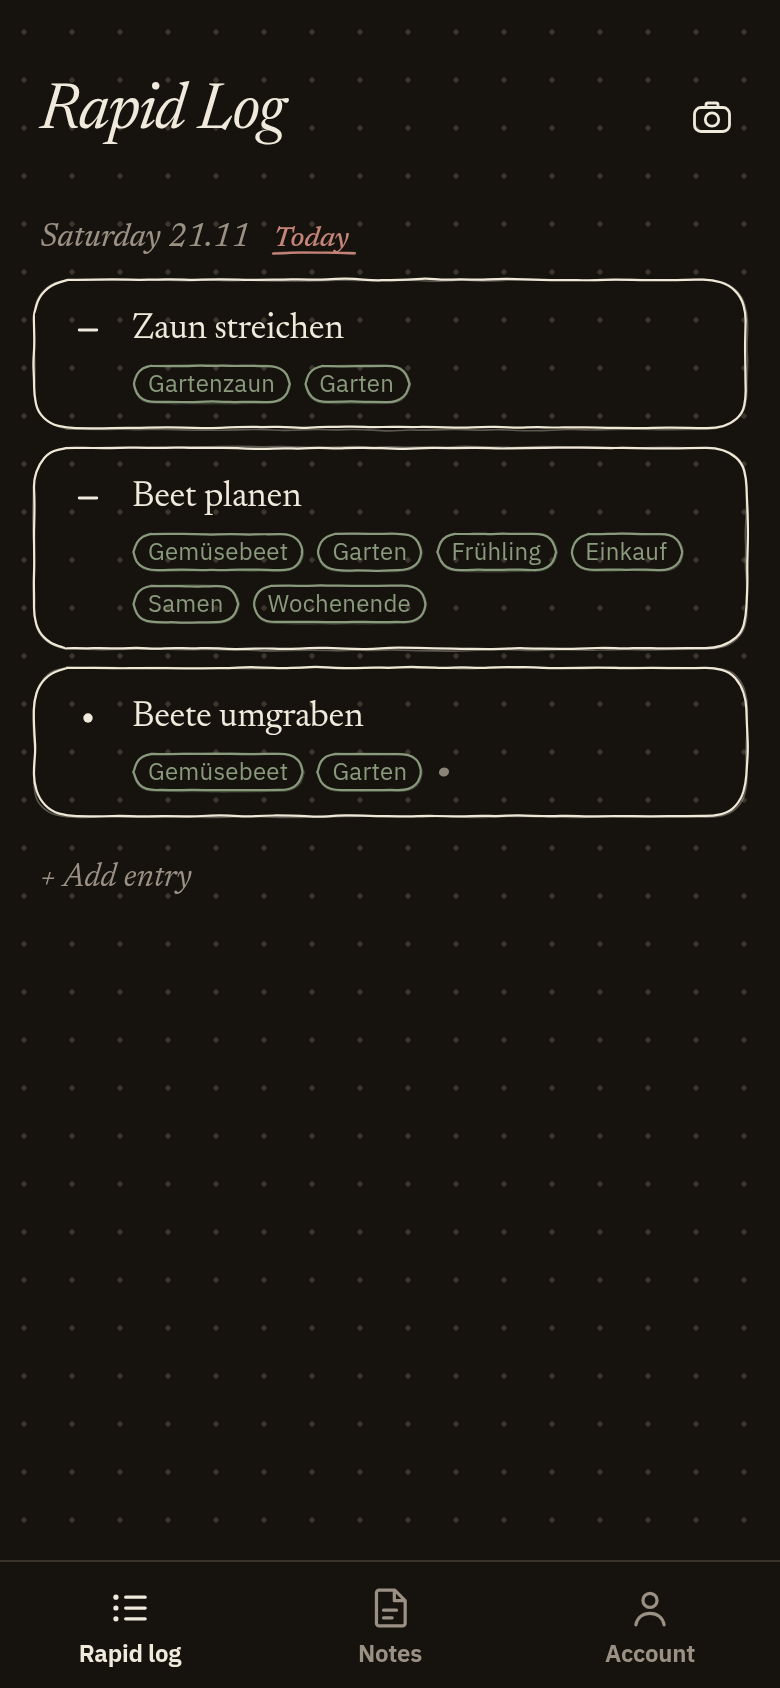 Rapid Log
Saturday 21.11 Today
– Zaun streichen
Gartenzaun Garten
– Beet planen
Gemüsebeet Garten Frühling Einkauf
Samen Wochenende
• Beete umgraben
Gemüsebeet Garten
+ Add entry
Rapid log Notes Account